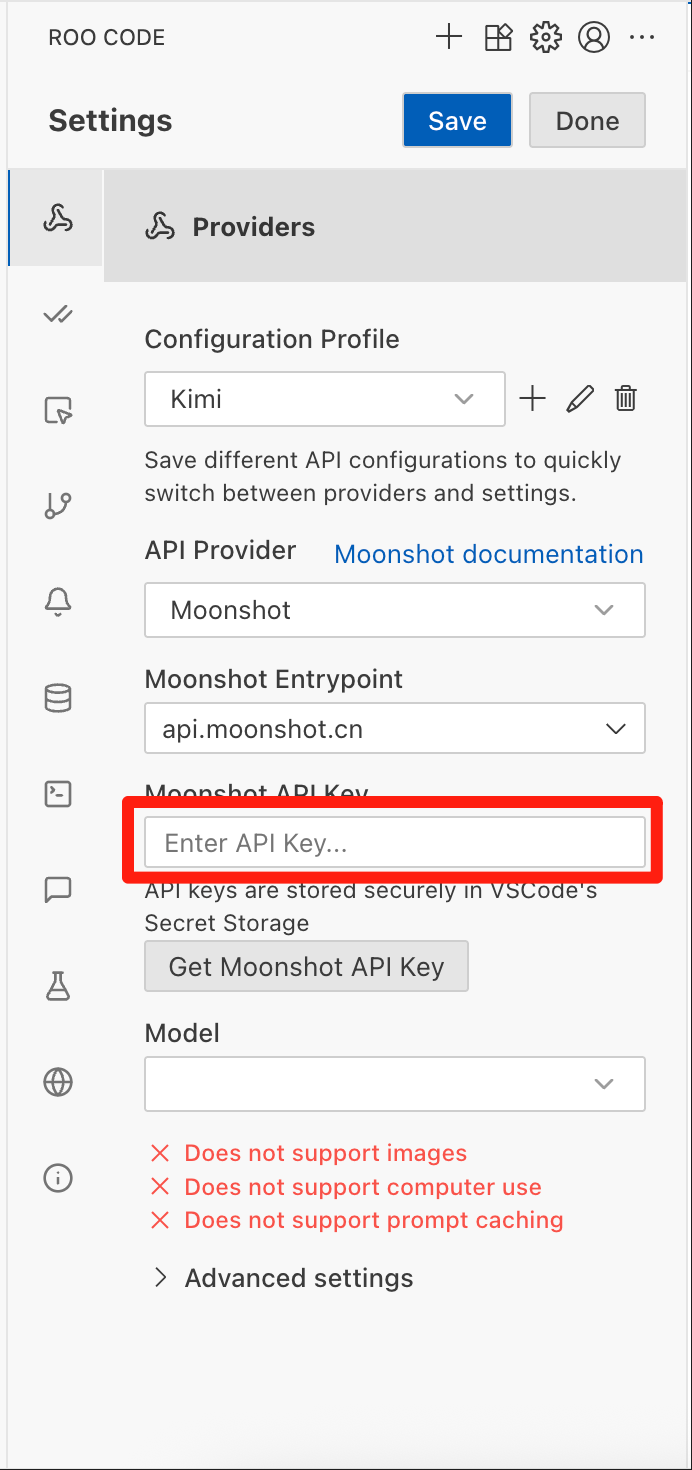 ROO CODE
Settings
Save
Done
Providers
Configuration Profile
Kimi
Save different API configurations to quickly
switch between providers and settings.
API Provider
Moonshot documentation
Moonshot
Moonshot Entrypoint
api.moonshot.cn
Moonshot API Key
Enter API Key...
API keys are stored securely in VSCode's
Secret Storage
Get Moonshot API Key
Model
Does not support images
Does not support computer use
Does not support prompt caching
Advanced settings